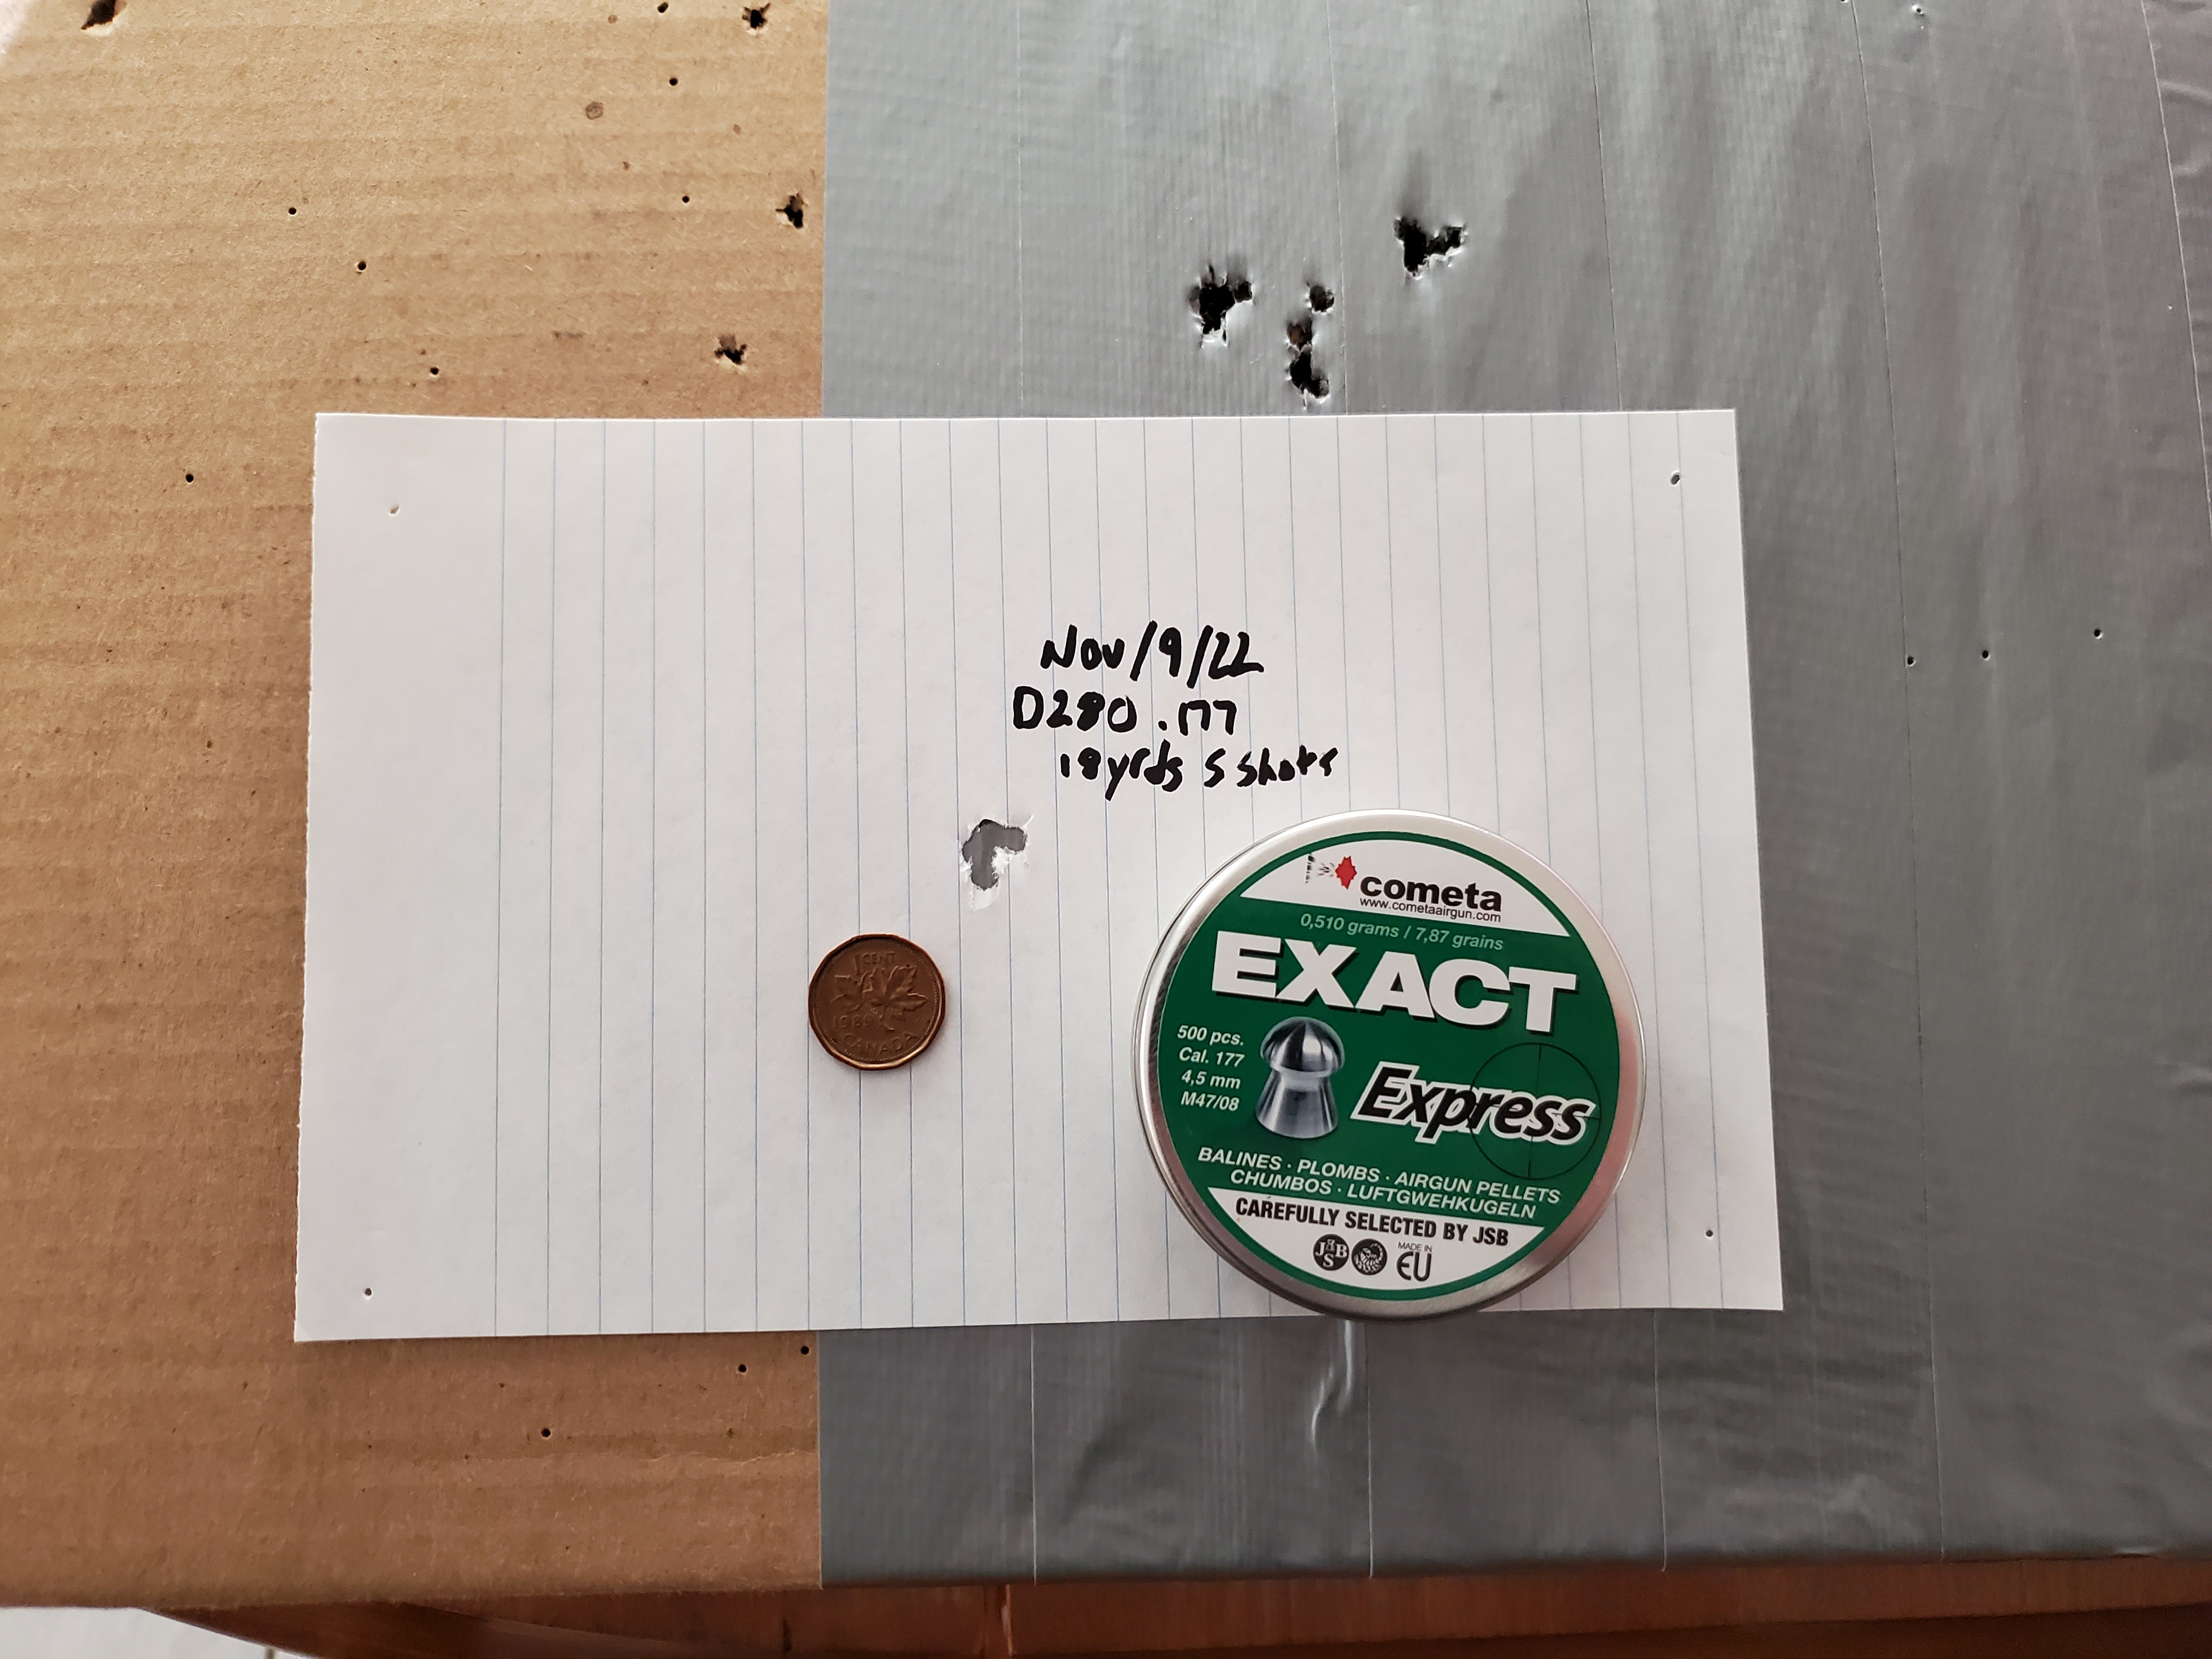 Nov/9/22
D280 .177
18yrds 5 shots
cometa
www.cometaairgun.com
0,510 grams / 7,87 grains
EXACT
500 pcs.
Cal. 177
4,5 mm
M47/08
Express
BALINES · PLOMBS · AIRGUN PELLETS
CHUMBOS · LUFTGWEHKUGELN
CAREFULLY SELECTED BY JSB
JSB
MADE IN
EU
1 CENT
CANADA